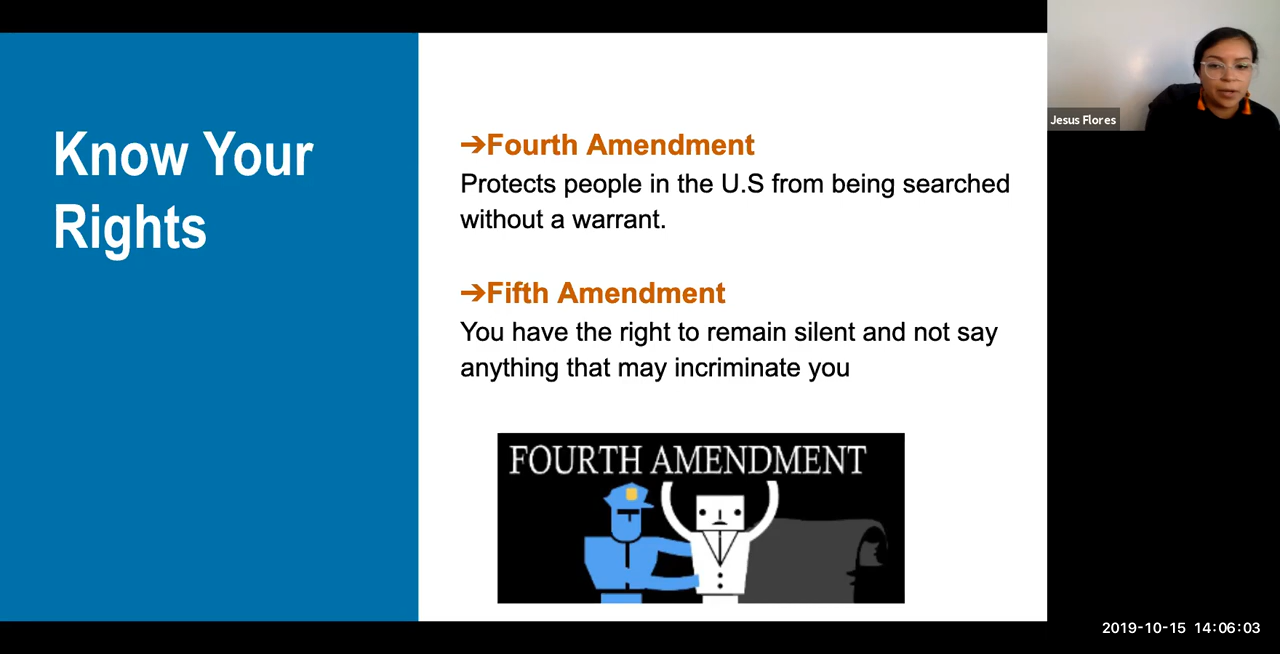 Know Your
Rights
➔Fourth Amendment
Protects people in the U.S from being searched
without a warrant.
➔Fifth Amendment
You have the right to remain silent and not say
anything that may incriminate you
FOURTH AMENDMENT
Jesus Flores
2019-10-15 14:06:03